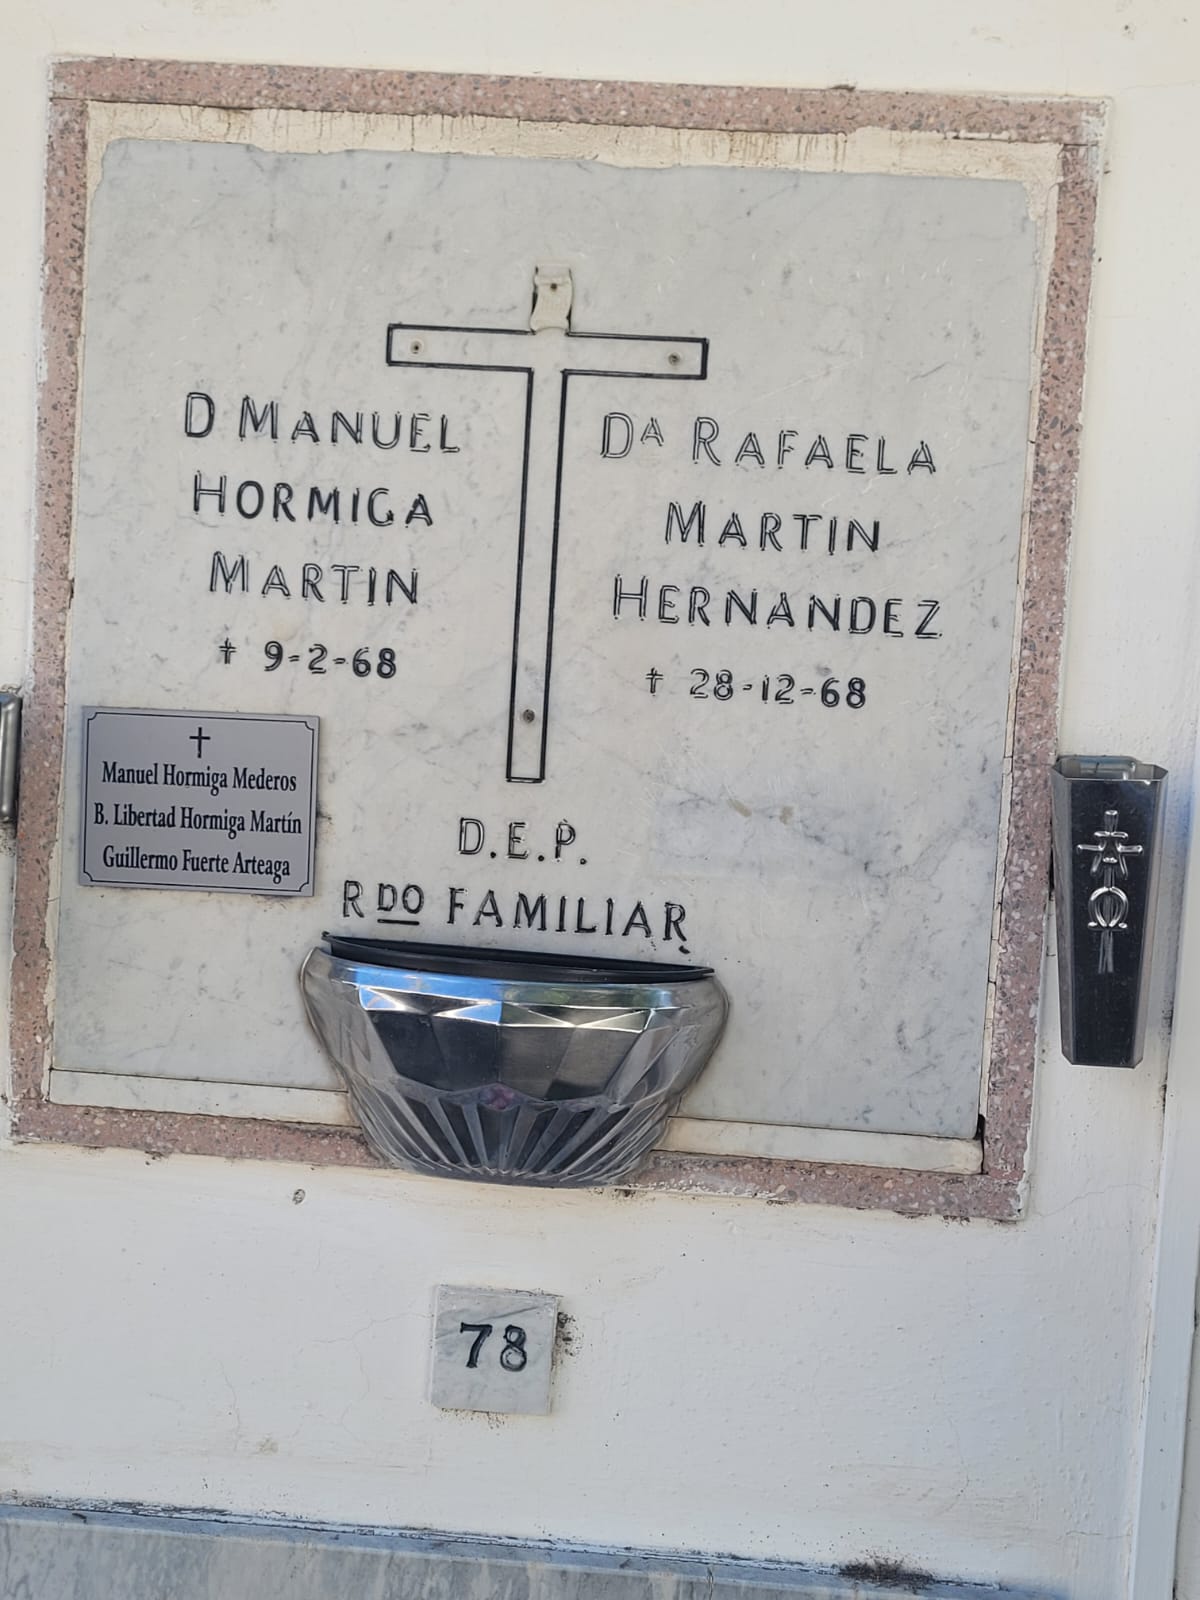 D MANUEL
HORMIGA
MARTIN
† 9-2-68
Dª RAFAELA
MARTIN
HERNANDEZ
† 28-12-68
Manuel Hormiga Mederos
B. Libertad Hormiga Martín
Guillermo Fuerte Arteaga
D.E.P.
RDO FAMILIAR
78